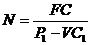 N = FC / (P₁ - VC₁)